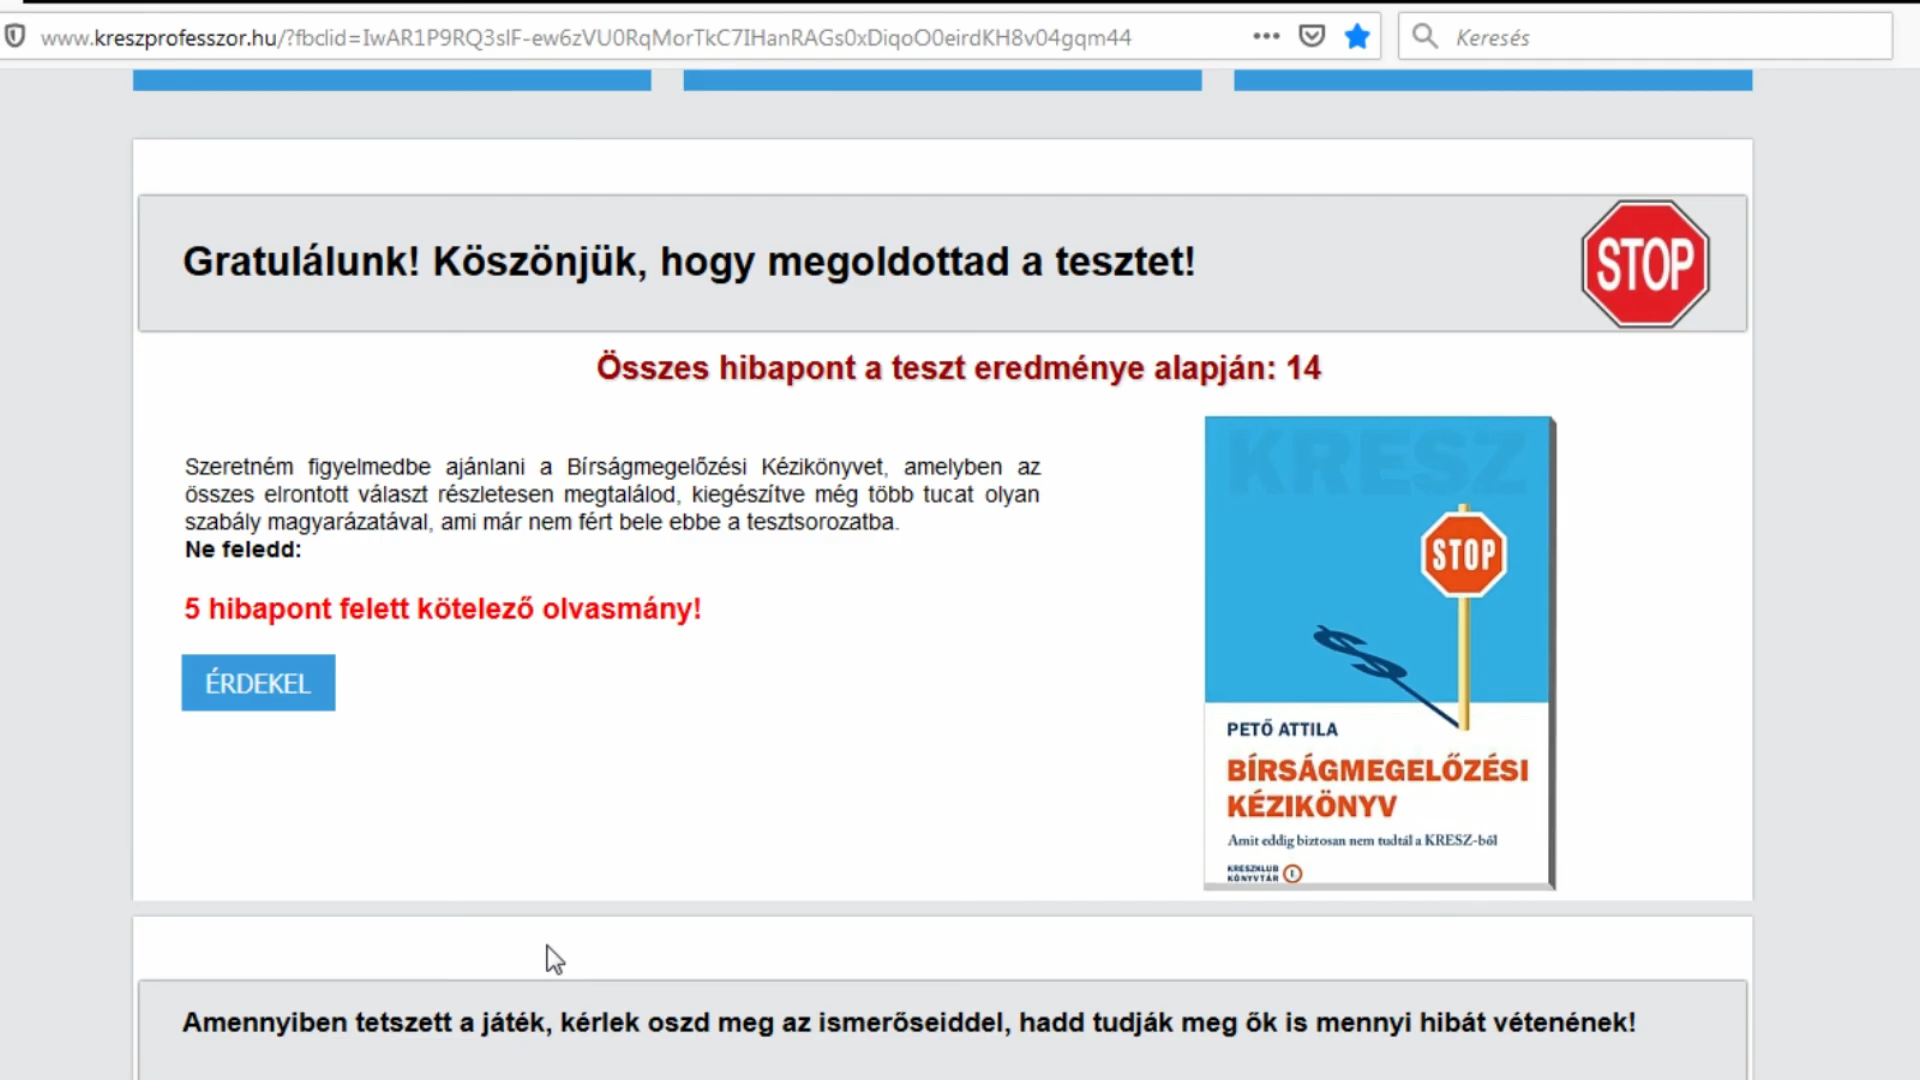 www.kreszprofesszor.hu/?fbclid=IwAR1P9RQ3slF-ew6zVU0RqMorTkC7IHanRAGs0xDiqoO0eirdKH8v04gqm44
Keresés
Gratulálunk! Köszönjük, hogy megoldottad a tesztet!
STOP
Összes hibapont a teszt eredménye alapján: 14
Szeretném figyelmedbe ajánlani a Bírságmegelőzési Kézikönyvet, amelyben az
összes elrontott választ részletesen megtalálod, kiegészítve még több tucat olyan
szabály magyarázatával, ami már nem fért bele ebbe a tesztsorozatba.
Ne feledd:
5 hibapont felett kötelező olvasmány!
ÉRDEKEL
KRESZ
STOP
PETŐ ATTILA
BÍRSÁGMEGELŐZÉSI
KÉZIKÖNYV
Amit eddig biztosan nem tudtál a KRESZ-ből
KRESZKLUB
KÖNYVTÁR I.
Amennyiben tetszett a játék, kérlek oszd meg az ismerőseiddel, hadd tudják meg ők is mennyi hibát vétenének!